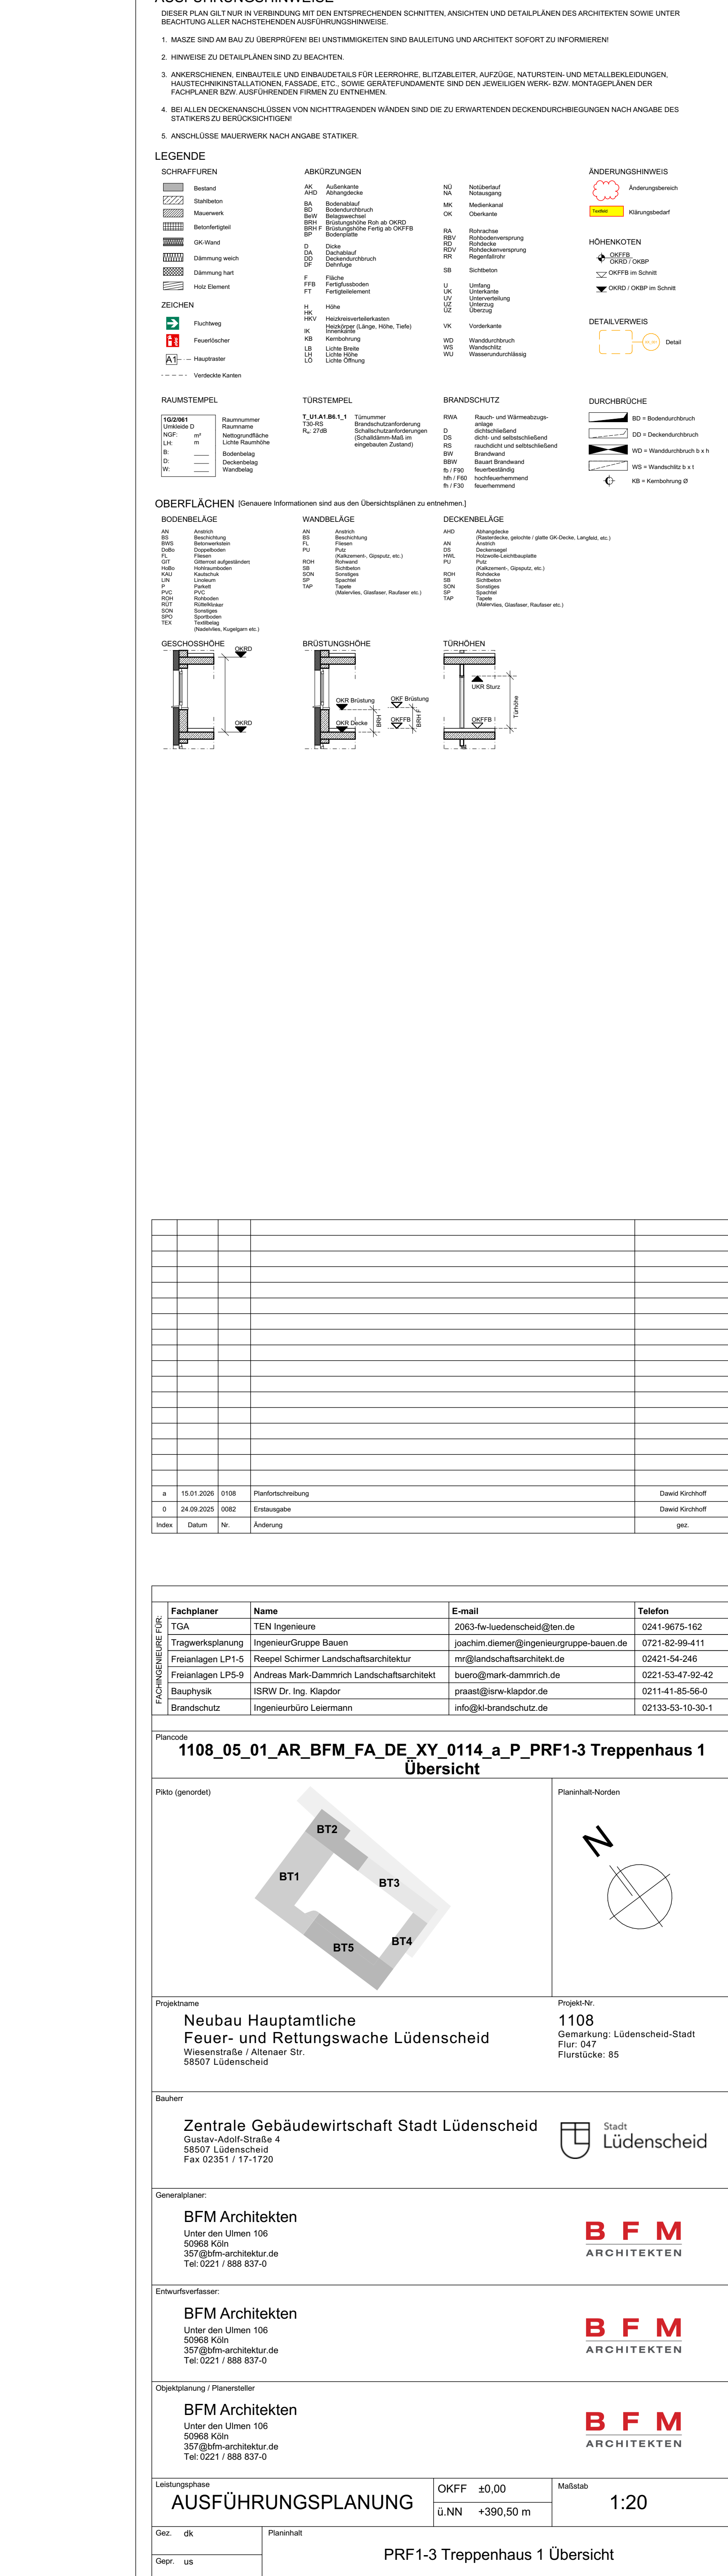 AUSFÜHRUNGSHINWEISE
DIESER PLAN GILT NUR IN VERBINDUNG MIT DEN ENTSPRECHENDEN SCHNITTEN, ANSICHTEN UND DETAILPLÄNEN DES ARCHITEKTEN SOWIE UNTER
BEACHTUNG ALLER NACHSTEHENDEN AUSFÜHRUNGSHINWEISE.
1. MASZE SIND AM BAU ZU ÜBERPRÜFEN! BEI UNSTIMMIGKEITEN SIND BAULEITUNG UND ARCHITEKT SOFORT ZU INFORMIEREN!
2. HINWEISE ZU DETAILPLÄNEN SIND ZU BEACHTEN.
3. ANKERSCHIENEN, EINBAUTEILE UND EINBAUDETAILS FÜR LEERROHRE, BLITZABLEITER, AUFZÜGE, NATURSTEIN- UND METALLBEKLEIDUNGEN,
HAUSTECHNIKINSTALLATIONEN, FASSADE, ETC., SOWIE GERÄTEFUNDAMENTE SIND DEN JEWEILIGEN WERK- BZW. MONTAGEPLÄNEN DER
FACHPLANER BZW. AUSFÜHRENDEN FIRMEN ZU ENTNEHMEN.
4. BEI ALLEN DECKENANSCHLÜSSEN VON NICHTTRAGENDEN WÄNDEN SIND DIE ZU ERWARTENDEN DECKENDURCHBIEGUNGEN NACH ANGABE DES
STATIKERS ZU BERÜCKSICHTIGEN!
5. ANSCHLÜSSE MAUERWERK NACH ANGABE STATIKER.
LEGENDE
SCHRAFFUREN
Bestand
Stahlbeton
Mauerwerk
Betonfertigteil
GK-Wand
Dämmung weich
Dämmung hart
Holz Element
ZEICHEN
Fluchtweg
Feuerlöscher
A1 Hauptraster
Verdeckte Kanten
ABKÜRZUNGEN
AK Außenkante
AHD Abhangdecke
BA Bodenablauf
BD Bodendurchbruch
BeW Belagswechsel
BRH Brüstungshöhe Roh ab OKRD
BRH F Brüstungshöhe Fertig ab OKFFB
BP Bodenplatte
D Dicke
DA Dachablauf
DD Deckendurchbruch
DF Dehnfuge
F Fläche
FFB Fertigfussboden
FT Fertigteilelement
H Höhe
HK
HKV Heizkreisverteilerkasten
Heizkörper (Länge, Höhe, Tiefe)
IK Innenkante
KB Kernbohrung
LB Lichte Breite
LH Lichte Höhe
LÖ Lichte Öffnung
NÜ Notüberlauf
NA Notausgang
MK Medienkanal
OK Oberkante
RA Rohrachse
RBV Rohbodenversprung
RD Rohdecke
RDV Rohdeckenversprung
RR Regenfallrohr
SB Sichtbeton
U Umfang
UK Unterkante
UV Unterverteilung
UZ Unterzug
ÜZ Überzug
VK Vorderkante
WD Wanddurchbruch
WS Wandschlitz
WU Wasserundurchlässig
ÄNDERUNGSHINWEIS
Änderungsbereich
Textfeld Klärungsbedarf
HÖHENKOTEN
OKFFB
OKRD / OKBP
OKFFB im Schnitt
OKRD / OKBP im Schnitt
DETAILVERWEIS
Detail
RAUMSTEMPEL
1G/2/061 Raumnummer
Umkleide D Raumname
NGF: m² Nettogrundfläche
LH: m Lichte Raumhöhe
B: ____ Bodenbelag
D: ____ Deckenbelag
W: ____ Wandbelag
TÜRSTEMPEL
T_U1.A1.B6.1_1 Türnummer
T30-RS Brandschutzanforderung
Rw: 27dB Schallschutzanforderungen
(Schalldämm-Maß im
eingebauten Zustand)
BRANDSCHUTZ
RWA Rauch- und Wärmeabzugs-
anlage
D dichtschließend
DS dicht- und selbstschließend
RS rauchdicht und selbtschließend
BW Brandwand
BBW Bauart Brandwand
fb / F90 feuerbeständig
hfh / F60 hochfeuerhemmend
fh / F30 feuerhemmend
DURCHBRÜCHE
BD = Bodendurchbruch
DD = Deckendurchbruch
WD = Wanddurchbruch b x h
WS = Wandschlitz b x t
KB = Kernbohrung Ø
OBERFLÄCHEN [Genauere Informationen sind aus den Übersichtsplänen zu entnehmen.]
BODENBELÄGE
AN Anstrich
BS Beschichtung
BWS Betonwerkstein
DoBo Doppelboden
FL Fliesen
GIT Gitterrost aufgeständert
HoBo Hohlraumboden
KAU Kautschuk
LIN Linoleum
P Parkett
PVC PVC
ROH Rohboden
RÜT Rüttelklinker
SON Sonstiges
SPO Sportboden
TEX Textilbelag
(Nadelvlies, Kugelgarn etc.)
WANDBELÄGE
AN Anstrich
BS Beschichtung
FL Fliesen
PU Putz
(Kalkzement-, Gipsputz, etc.)
ROH Rohwand
SB Sichtbeton
SON Sonstiges
SP Spachtel
TAP Tapete
(Malervlies, Glasfaser, Raufaser etc.)
DECKENBELÄGE
AHD Abhangdecke
(Rasterdecke, gelochte / glatte GK-Decke, Langfeld, etc.)
AN Anstrich
DS Deckensegel
HWL Holzwolle-Leichtbauplatte
PU Putz
(Kalkzement-, Gipsputz, etc.)
ROH Rohdecke
SB Sichtbeton
SON Sonstiges
SP Spachtel
TAP Tapete
(Malervlies, Glasfaser, Raufaser etc.)
GESCHOSSHÖHE
OKRD
OKRD
BRÜSTUNGSHÖHE
OKR Brüstung
OKR Decke
BRH
OKF Brüstung
OKFFB
BRH F
TÜRHÖHEN
UKR Sturz
OKFFB
Türhöhe
a 15.01.2026 0108 Planfortschreibung Dawid Kirchhoff
0 24.09.2025 0082 Erstausgabe Dawid Kirchhoff
Index Datum Nr. Änderung gez.
FACHINGENIEURE FÜR:
Fachplaner Name E-mail Telefon
TGA TEN Ingenieure 2063-fw-luedenscheid@ten.de 0241-9675-162
Tragwerksplanung IngenieurGruppe Bauen joachim.diemer@ingenieurgruppe-bauen.de 0721-82-99-411
Freianlagen LP1-5 Reepel Schirmer Landschaftsarchitektur mr@landschaftsarchitekt.de 02421-54-246
Freianlagen LP5-9 Andreas Mark-Dammrich Landschaftsarchitekt buero@mark-dammrich.de 0221-53-47-92-42
Bauphysik ISRW Dr. Ing. Klapdor praast@isrw-klapdor.de 0211-41-85-56-0
Brandschutz Ingenieurbüro Leiermann info@kl-brandschutz.de 02133-53-10-30-1
Plancode
1108_05_01_AR_BFM_FA_DE_XY_0114_a_P_PRF1-3 Treppenhaus 1
Übersicht
Pikto (genordet)
BT2
BT1
BT3
BT4
BT5
Planinhalt-Norden
N
Projektname
Neubau Hauptamtliche
Feuer- und Rettungswache Lüdenscheid
Wiesenstraße / Altenaer Str.
58507 Lüdenscheid
Projekt-Nr.
1108
Gemarkung: Lüdenscheid-Stadt
Flur: 047
Flurstücke: 85
Bauherr
Zentrale Gebäudewirtschaft Stadt Lüdenscheid
Gustav-Adolf-Straße 4
58507 Lüdenscheid
Fax 02351 / 17-1720
Stadt
Lüdenscheid
Generalplaner:
BFM Architekten
Unter den Ulmen 106
50968 Köln
357@bfm-architektur.de
Tel: 0221 / 888 837-0
BFM
ARCHITEKTEN
Entwurfsverfasser:
BFM Architekten
Unter den Ulmen 106
50968 Köln
357@bfm-architektur.de
Tel: 0221 / 888 837-0
BFM
ARCHITEKTEN
Objektplanung / Planersteller
BFM Architekten
Unter den Ulmen 106
50968 Köln
357@bfm-architektur.de
Tel: 0221 / 888 837-0
BFM
ARCHITEKTEN
Leistungsphase
AUSFÜHRUNGSPLANUNG
OKFF ±0,00
ü.NN +390,50 m
Maßstab
1:20
Gez. dk
Gepr. us
Planinhalt
PRF1-3 Treppenhaus 1 Übersicht